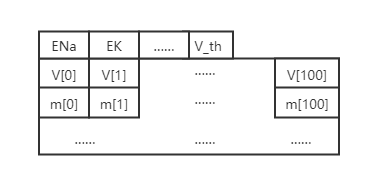 ENa EK ...... V_th
V[0] V[1] ...... V[100]
m[0] m[1] ...... m[100]
...... ...... ......